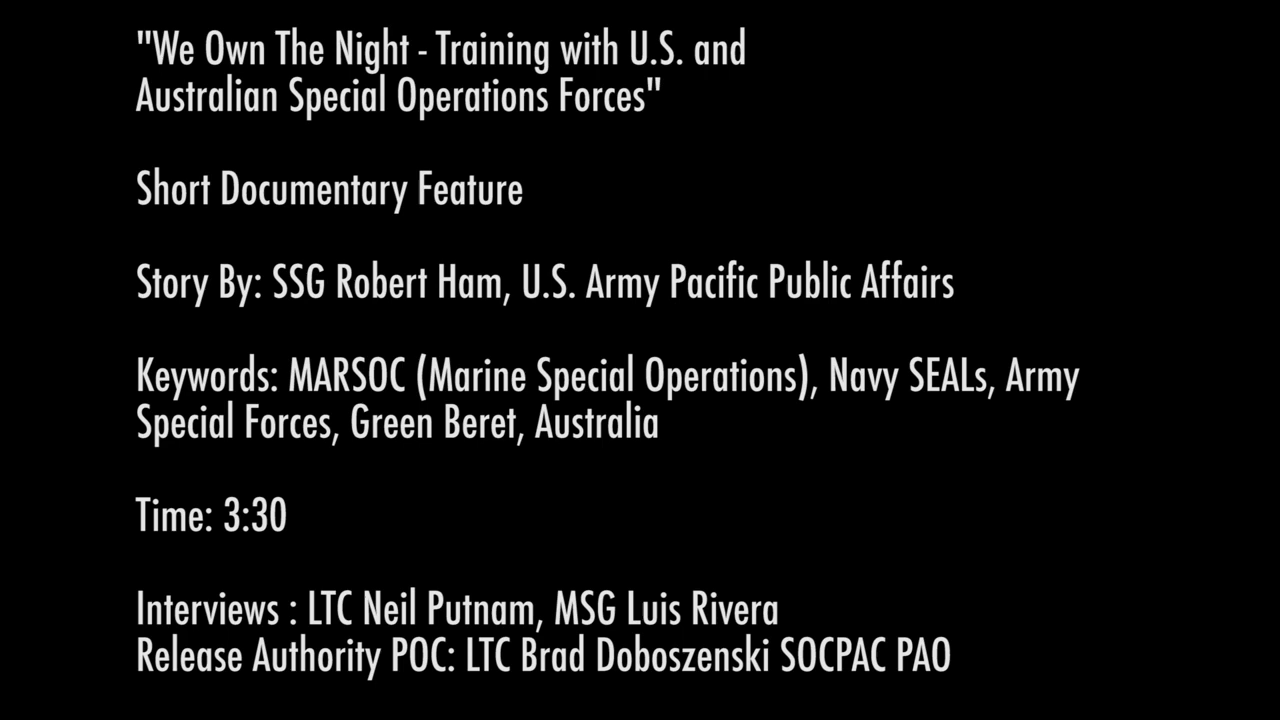 "We Own The Night - Training with U.S. and
Australian Special Operations Forces"
Short Documentary Feature
Story By: SSG Robert Ham, U.S. Army Pacific Public Affairs
Keywords: MARSOC (Marine Special Operations), Navy SEALs, Army
Special Forces, Green Beret, Australia
Time: 3:30
Interviews : LTC Neil Putnam, MSG Luis Rivera
Release Authority POC: LTC Brad Doboszenski SOCPAC PAO